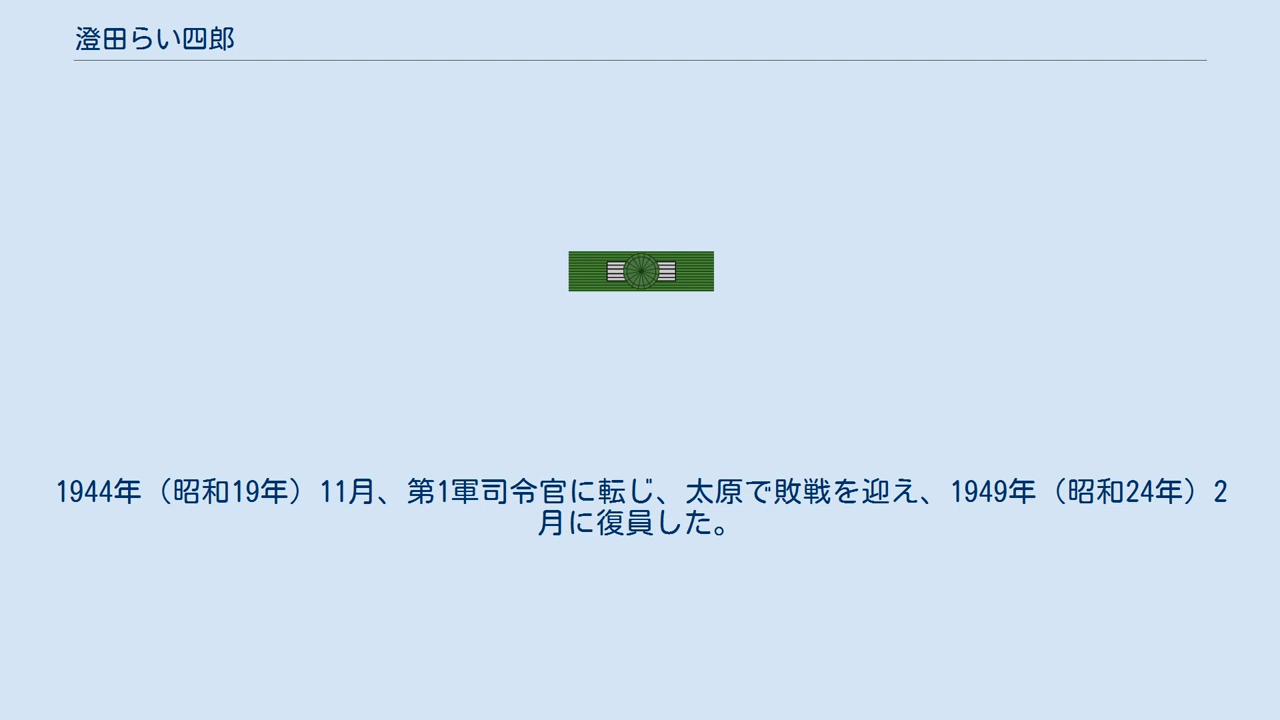 澄田らい四郎
1944年（昭和19年）11月、第1軍司令官に転じ、太原で敗戦を迎え、1949年（昭和24年）2
月に復員した。